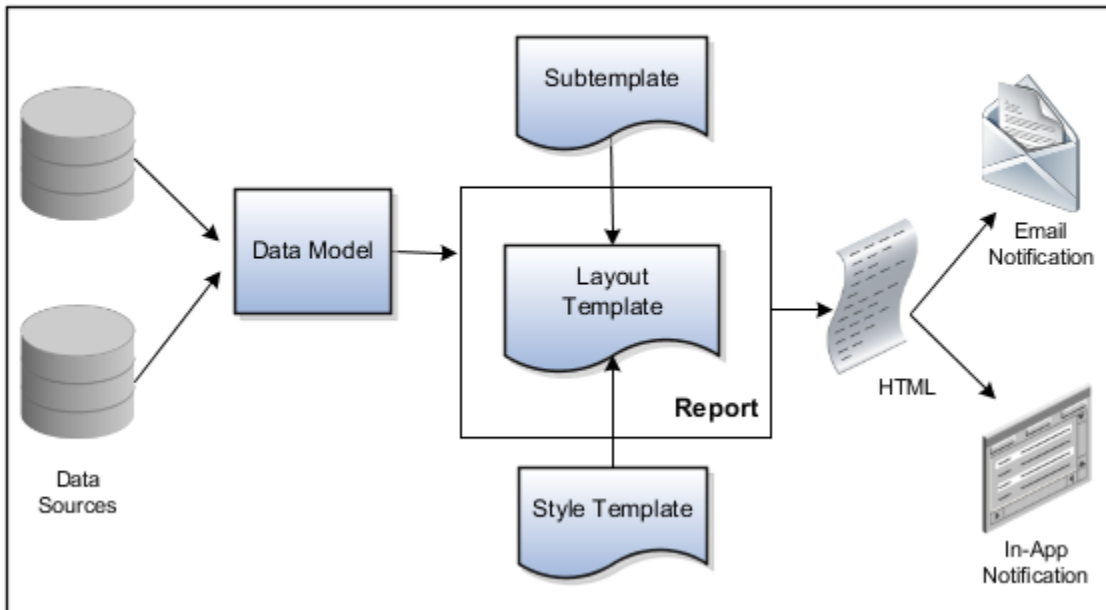 Subtemplate
Data Model
Layout
Template
Report
Style Template
Data
Sources
HTML
Email
Notification
In-App
Notification